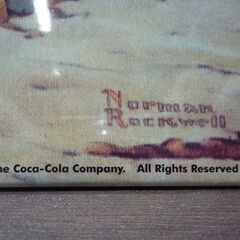 Norman
Rockwell
he Coca-Cola Company. All Rights Reserved